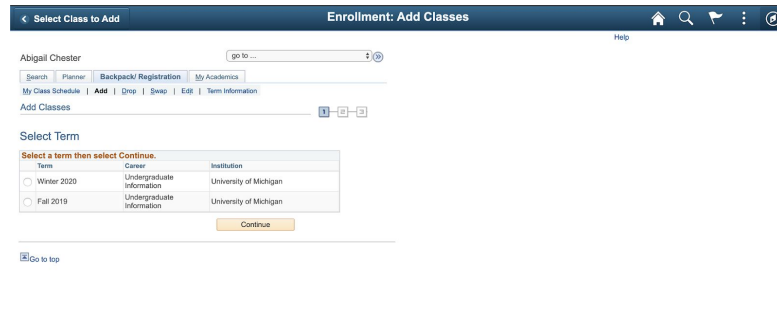 Select Class to Add
Enrollment: Add Classes
Help
Abigail Chester
go to ...
Search Planner Backpack/ Registration My Academics
My Class Schedule | Add | Drop | Swap | Edit | Term Information
Add Classes
1 2 3
Select Term
Select a term then select Continue.
Term Career Institution
Winter 2020 Undergraduate Information University of Michigan
Fall 2019 Undergraduate Information University of Michigan
Continue
Go to top